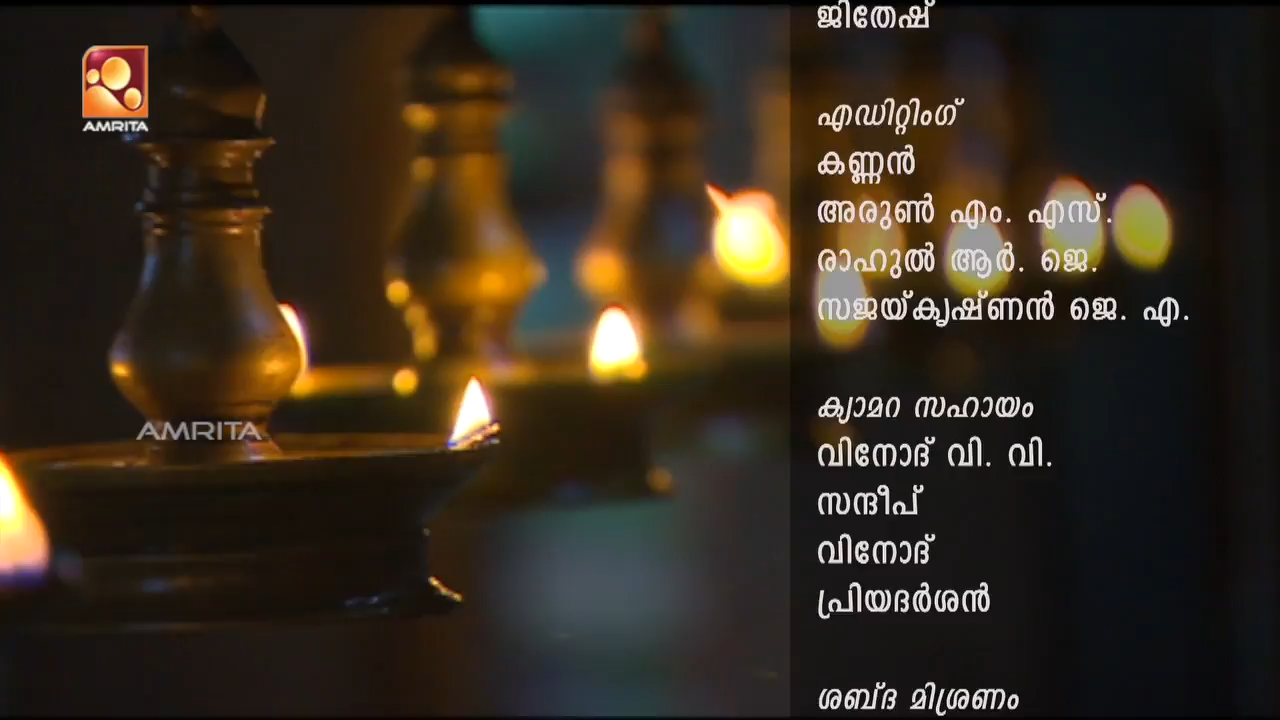 AMRITA
AMRITA
ജിതേഷ്
എഡിറ്റിംഗ്
കണ്ണൻ
അരുൺ എം. എസ്.
രാഹുൽ ആർ. ജെ.
സജയ്കൃഷ്ണൻ ജെ. എ.
ക്യാമറ സഹായം
വിനോദ് വി. വി.
സന്ദീപ്
വിനോദ്
പ്രിയദർശൻ
ശബ്ദ മിശ്രണം